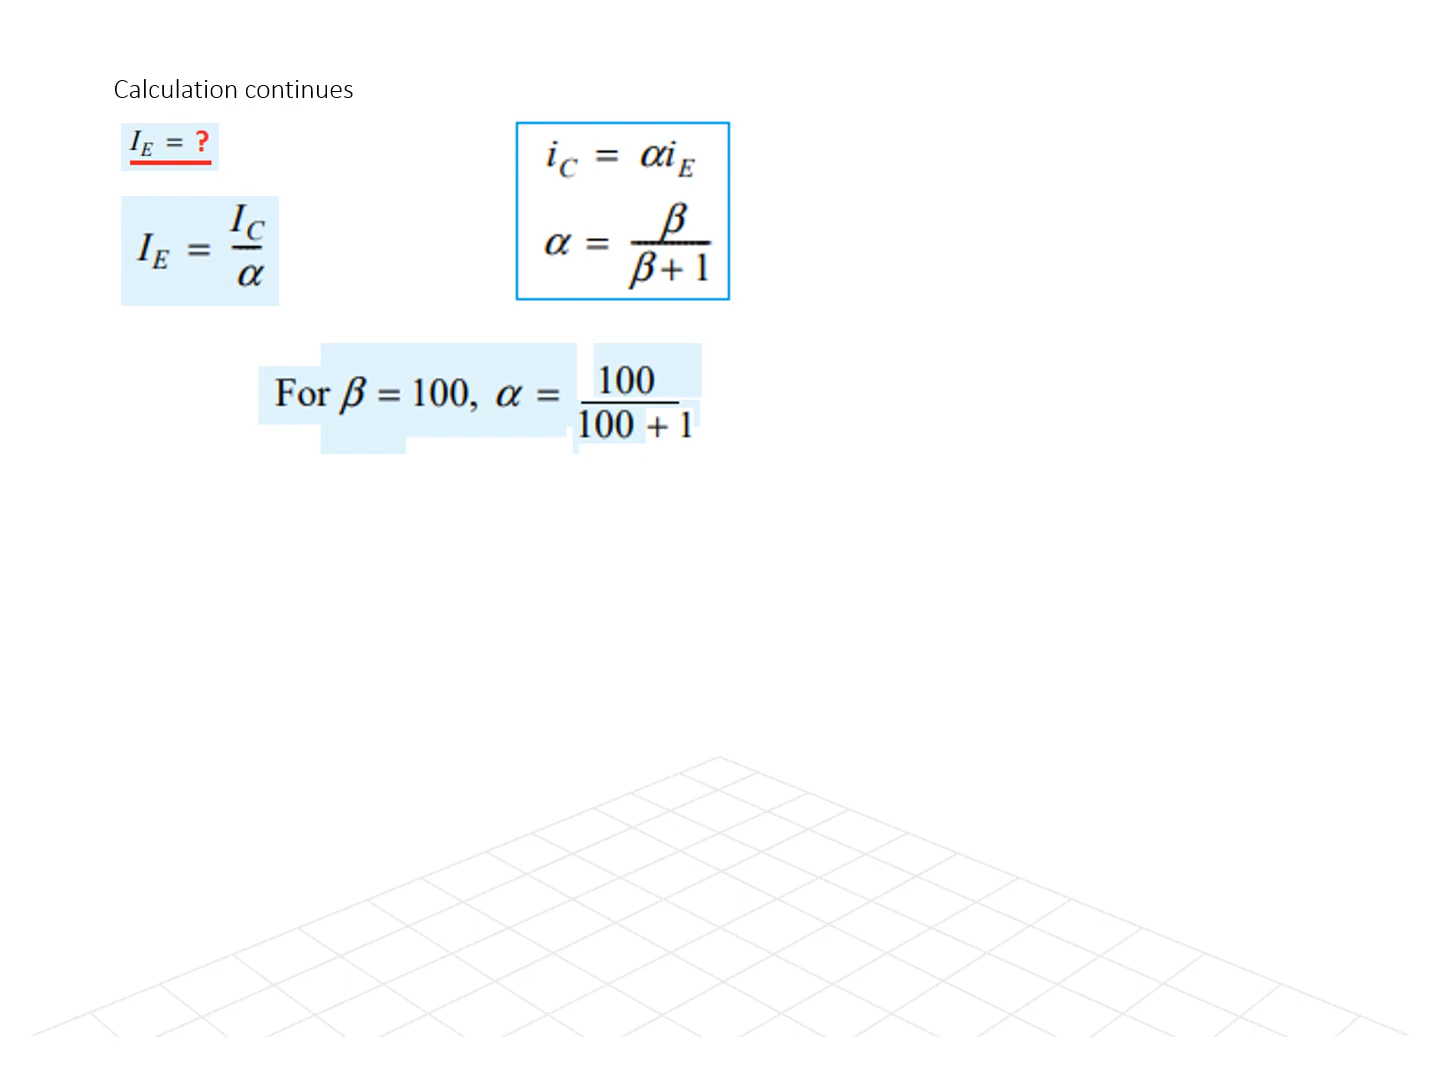 Calculation continues
I_E = ?
I_E = I_C / α
i_C = αi_E
α = β / β + 1
For β = 100, α = 100 / 100 + 1